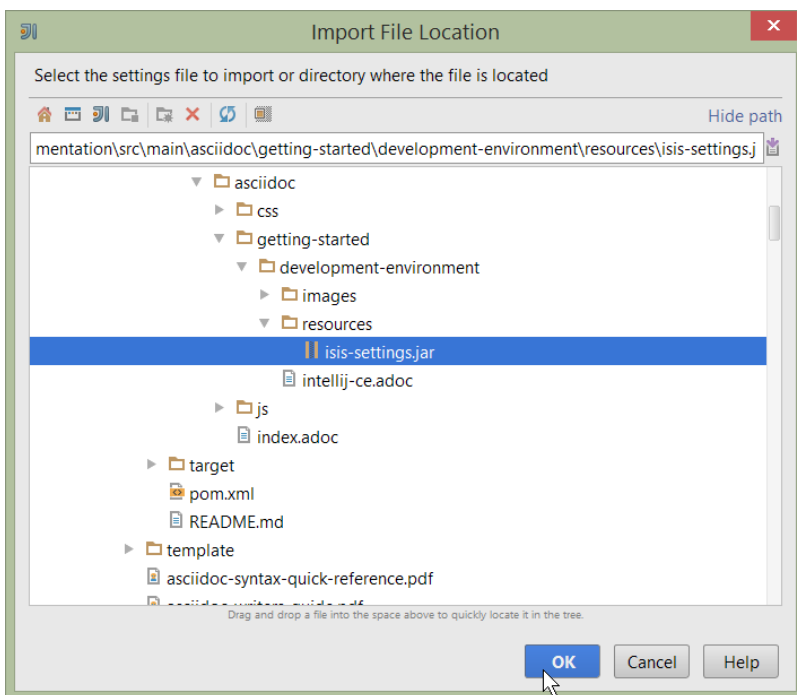 Import File Location
Select the settings file to import or directory where the file is located
Hide path
mentation\src\main\asciidoc\getting-started\development-environment\resources\isis-settings.j
asciidoc
css
getting-started
development-environment
images
resources
isis-settings.jar
intellij-ce.adoc
js
index.adoc
target
pom.xml
README.md
template
asciidoc-syntax-quick-reference.pdf
Drag and drop a file into the space above to quickly locate it in the tree.
OK Cancel Help